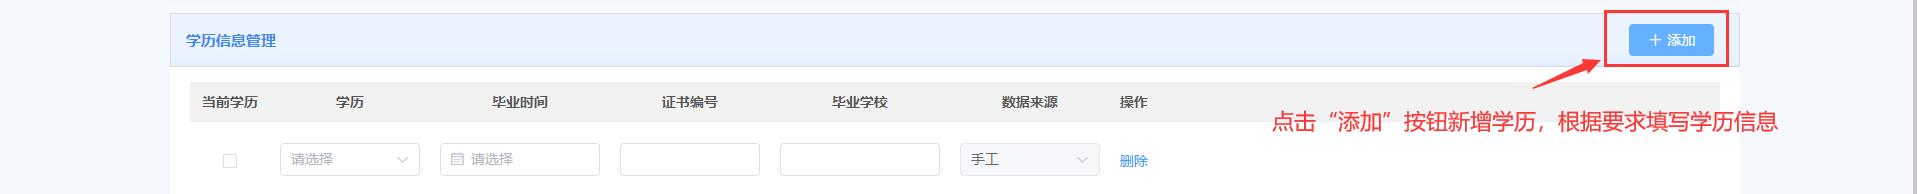 学历信息管理
＋ 添加
当前学历 学历 毕业时间 证书编号 毕业学校 数据来源 操作
点击“添加”按钮新增学历，根据要求填写学历信息
请选择 请选择 手工 删除